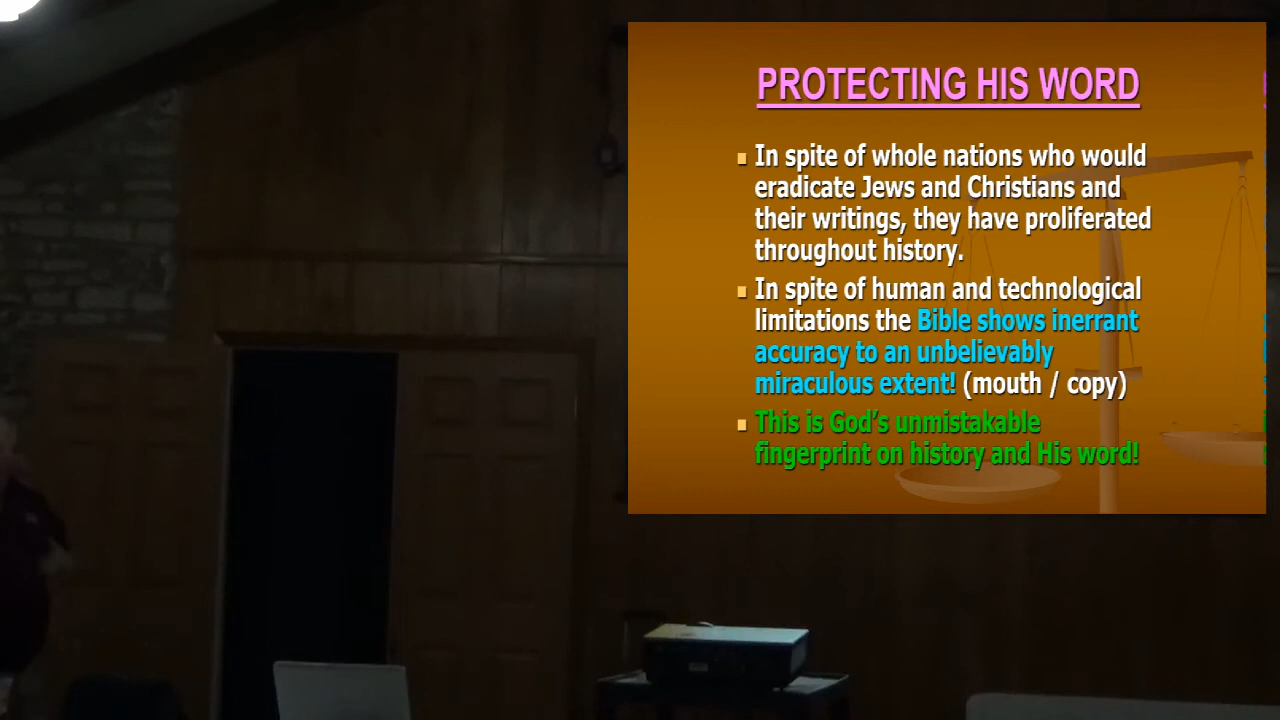 PROTECTING HIS WORD
In spite of whole nations who would
eradicate Jews and Christians and
their writings, they have proliferated
throughout history.
In spite of human and technological
limitations the Bible shows inerrant
accuracy to an unbelievably
miraculous extent! (mouth / copy)
This is God's unmistakable
fingerprint on history and His word!